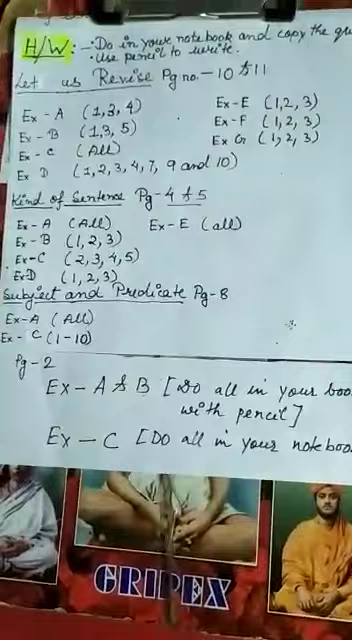 H/W: - Do in your notebook and copy the
• Use pencil to write.
Let us Revise Pg no. - 10 & 11
Ex - A (1,3,4)
Ex - B (1,3,5)
Ex - C (All)
Ex D (1,2,3,4,7, 9 and 10)
Ex - E (1,2,3)
Ex - F (1,2,3)
Ex G (1,2,3)
Kind of Sentence Pg - 4 & 5
Ex - A (All)
Ex - B (1,2,3)
Ex - C (2,3,4,5)
Ex D (1,2,3)
Ex - E (all)
Subject and Predicate Pg - 8
Ex - A (All)
Ex - C (1-10)
Pg - 2
Ex - A & B [Do all in your boo
with pencil]
Ex - C [Do all in your noteboo
GRIPEX